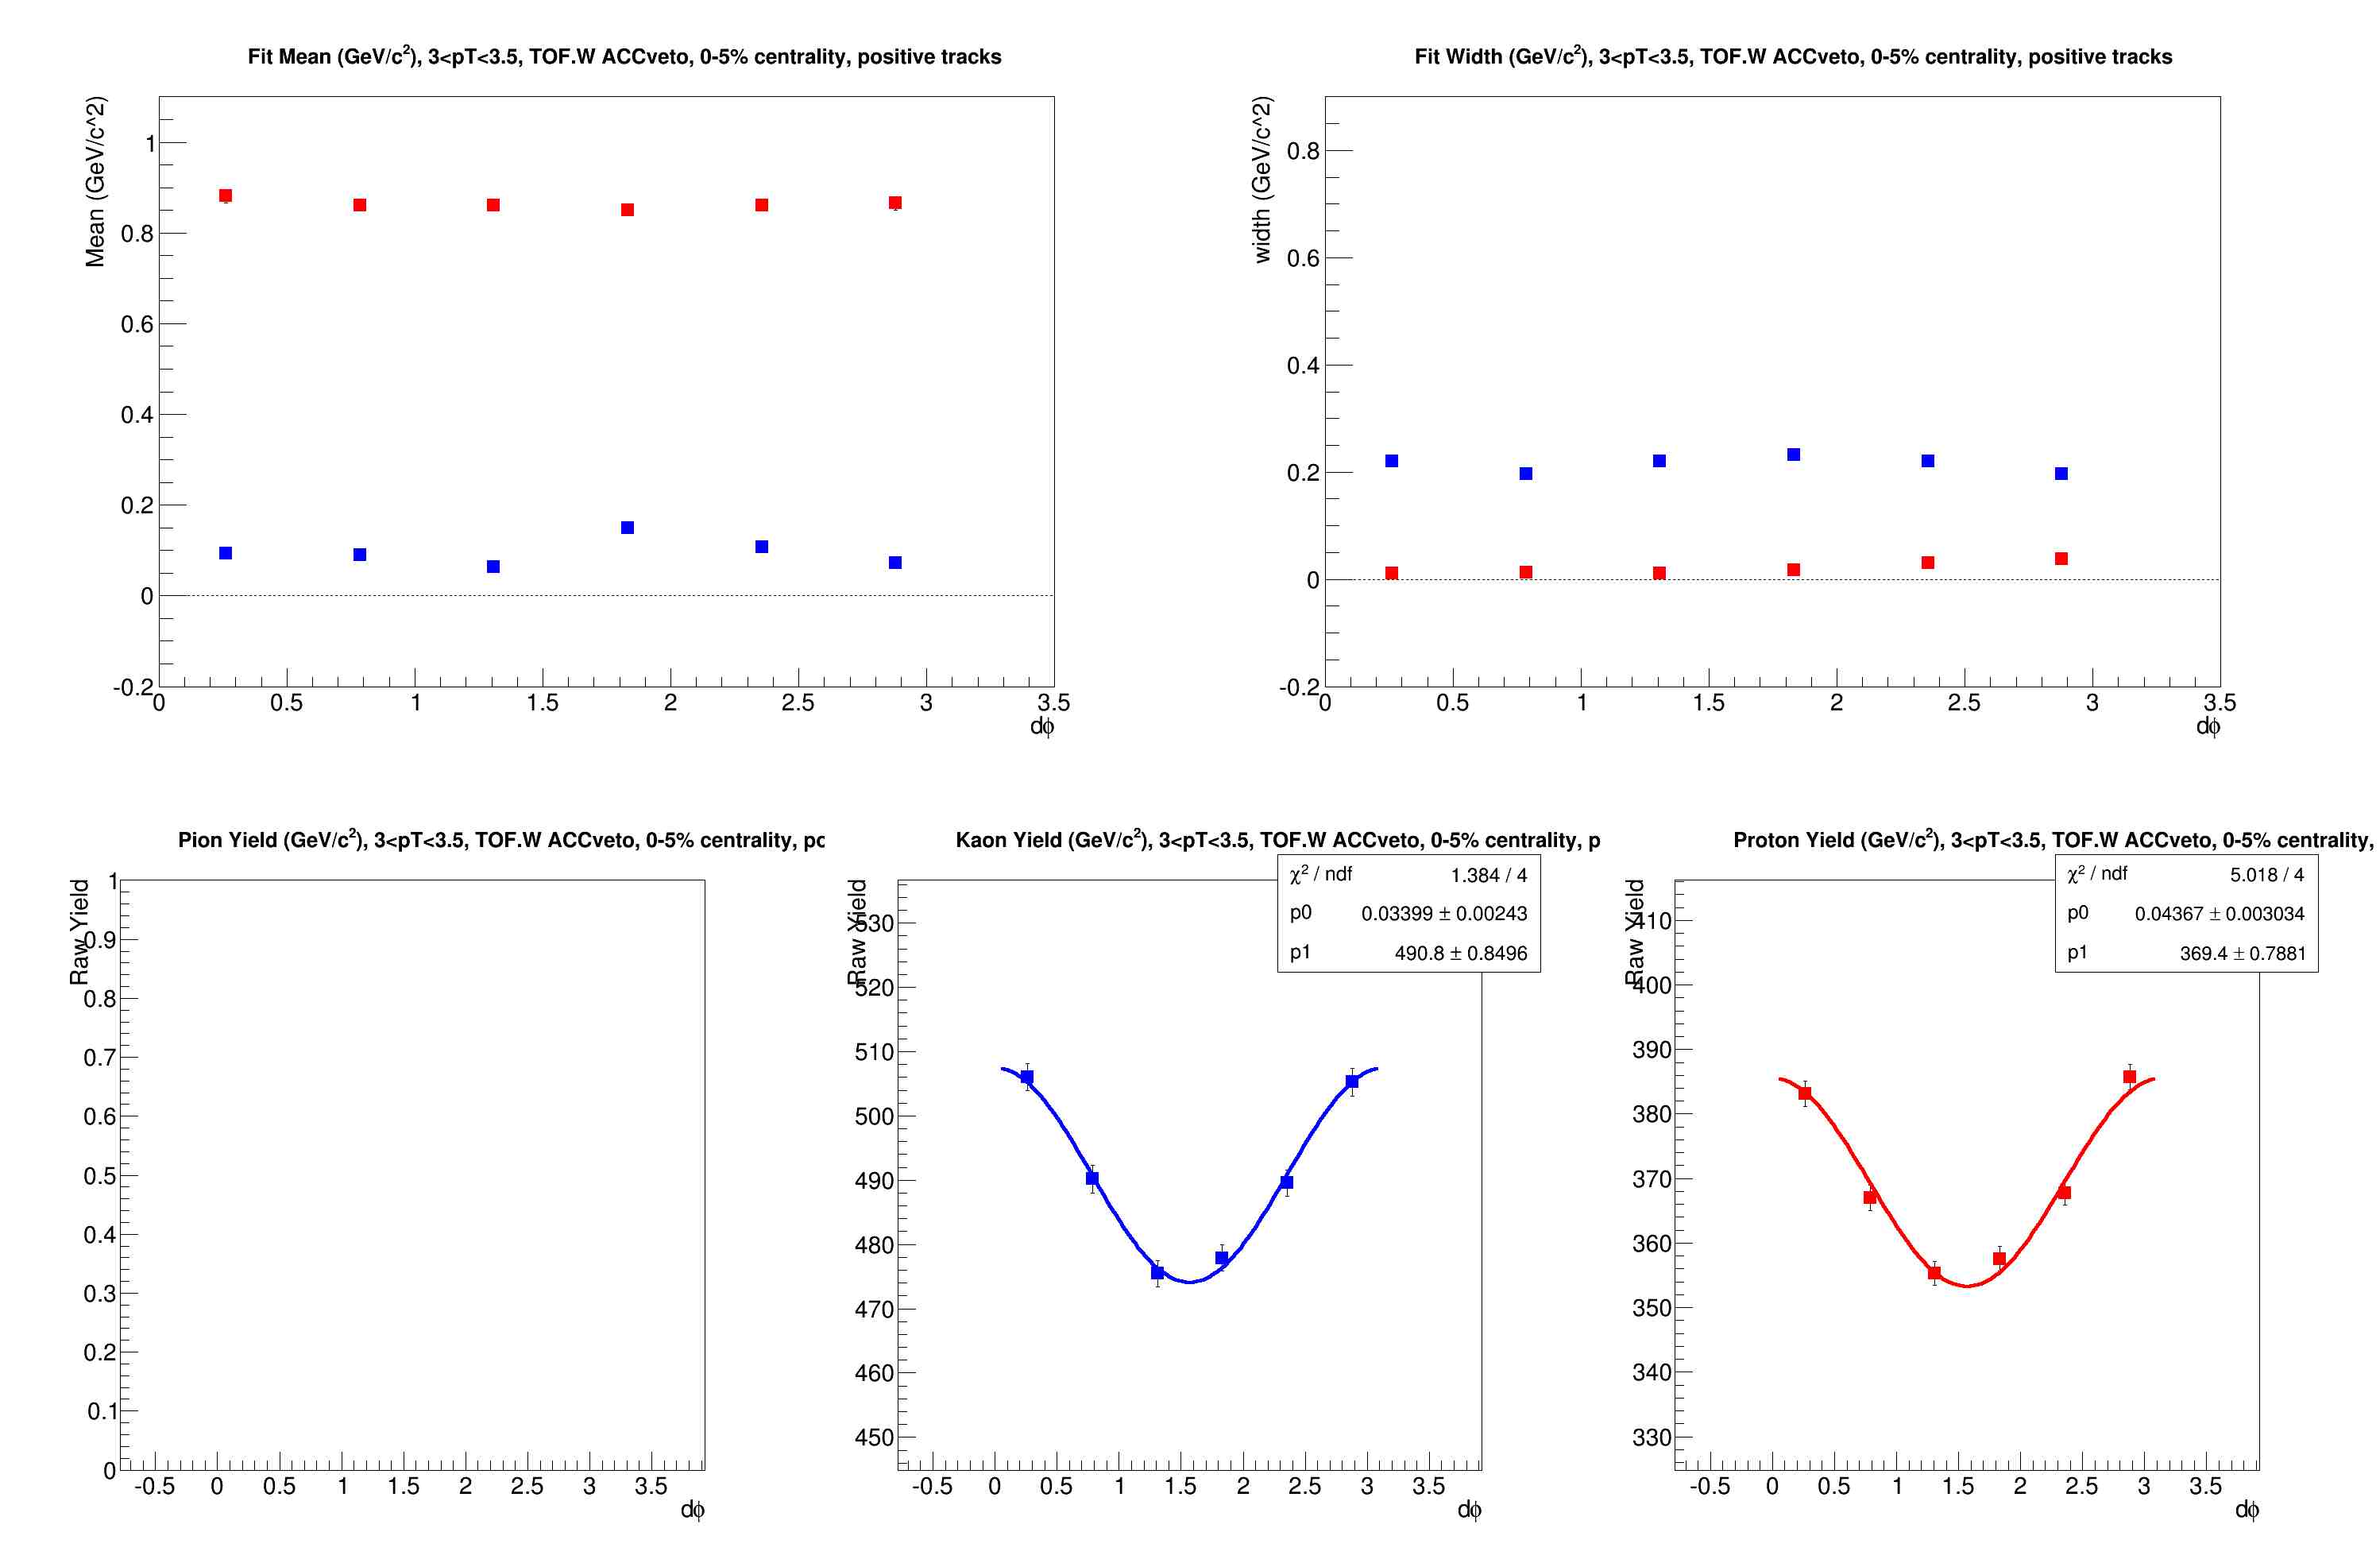 Fit Mean (GeV/c²), 3<pT<3.5, TOF.W ACCveto, 0-5% centrality, positive tracks
Mean (GeV/c^2)
1
0.8
0.6
0.4
0.2
0
-0.2
0 0.5 1 1.5 2 2.5 3 3.5
dϕ
Fit Width (GeV/c²), 3<pT<3.5, TOF.W ACCveto, 0-5% centrality, positive tracks
width (GeV/c^2)
0.8
0.6
0.4
0.2
0
-0.2
0 0.5 1 1.5 2 2.5 3 3.5
dϕ
Pion Yield (GeV/c²), 3<pT<3.5, TOF.W ACCveto, 0-5% centrality, po
Raw Yield
1
0.9
0.8
0.7
0.6
0.5
0.4
0.3
0.2
0.1
0
-0.5 0 0.5 1 1.5 2 2.5 3 3.5
dϕ
Kaon Yield (GeV/c²), 3<pT<3.5, TOF.W ACCveto, 0-5% centrality, p
χ² / ndf 1.384 / 4
p0 0.03399 ± 0.00243
p1 490.8 ± 0.8496
Raw Yield
530
520
510
500
490
480
470
460
450
-0.5 0 0.5 1 1.5 2 2.5 3 3.5
dϕ
Proton Yield (GeV/c²), 3<pT<3.5, TOF.W ACCveto, 0-5% centrality,
χ² / ndf 5.018 / 4
p0 0.04367 ± 0.003034
p1 369.4 ± 0.7881
Raw Yield
410
400
390
380
370
360
350
340
330
-0.5 0 0.5 1 1.5 2 2.5 3 3.5
dϕ